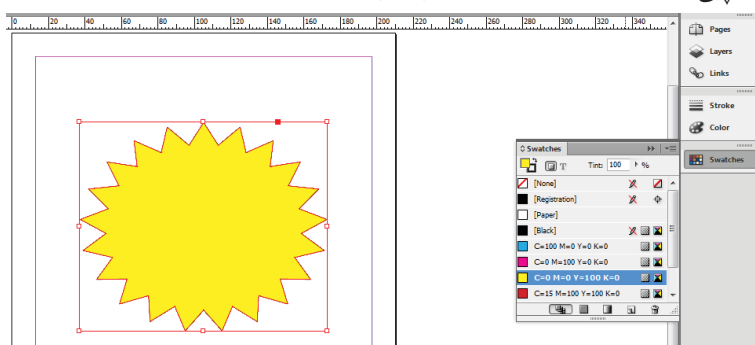 0 20 40 60 80 100 120 140 160 180 200 220 240 260 280 300 320 340
Pages
Layers
Links
Stroke
Color
Swatches
Swatches
T Tint: 100 %
[None]
[Registration]
[Paper]
[Black]
C=100 M=0 Y=0 K=0
C=0 M=100 Y=0 K=0
C=0 M=0 Y=100 K=0
C=15 M=100 Y=100 K=0